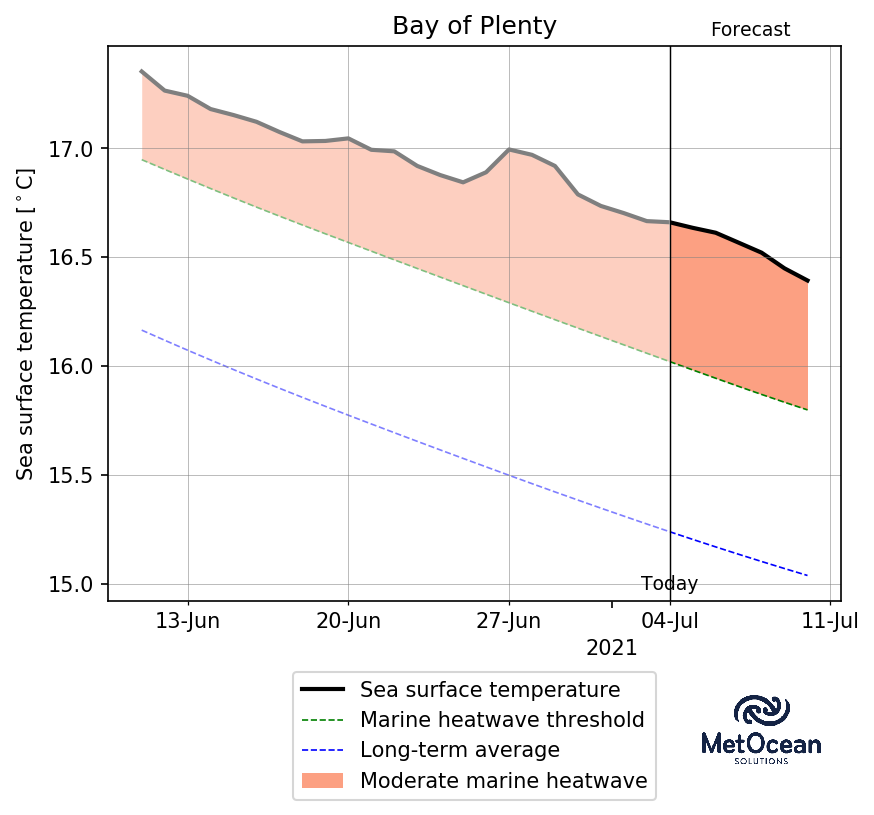 Bay of Plenty
Forecast
Sea surface temperature [°C]
17.0
16.5
16.0
15.5
15.0
Today
13-Jun 20-Jun 27-Jun 04-Jul 11-Jul
2021
Sea surface temperature
Marine heatwave threshold
Long-term average
Moderate marine heatwave
MetOcean
SOLUTIONS